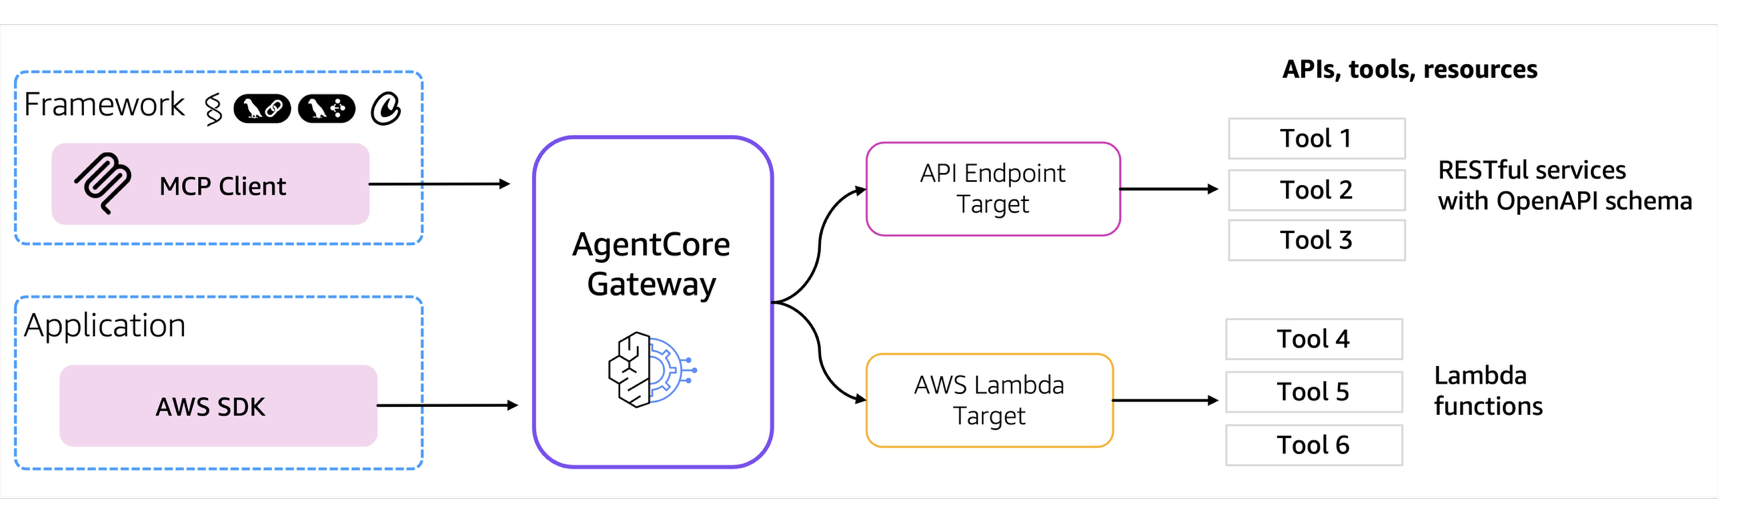 Framework
MCP Client
Application
AWS SDK
AgentCore
Gateway
API Endpoint
Target
AWS Lambda
Target
APIs, tools, resources
Tool 1
Tool 2
Tool 3
RESTful services
with OpenAPI schema
Tool 4
Tool 5
Tool 6
Lambda
functions